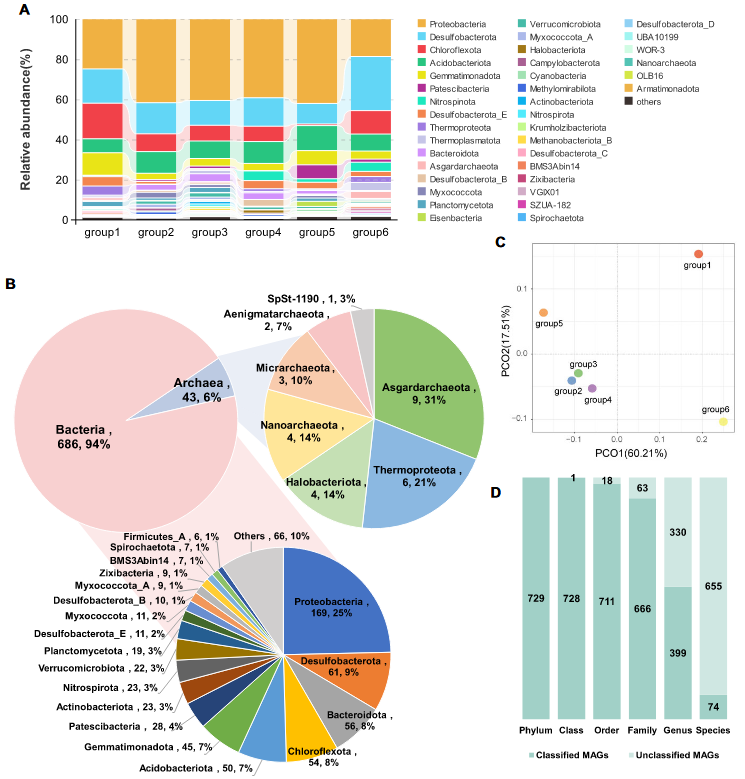 A
Relative abundance(%)
100
80
60
40
20
0
group1 group2 group3 group4 group5 group6
Proteobacteria
Desulfobacterota
Chloroflexota
Acidobacteriota
Gemmatimonadota
Patescibacteria
Nitrospirota
Desulfobacterota_E
Thermoproteota
Thermoplasmatota
Bacteroidota
Asgardarchaeota
Desulfobacterota_B
Myxococcota
Planctomycetota
Eisenbacteria
Verrucomicrobiota
Myxococcota_A
Halobacteriota
Campylobacterota
Cyanobacteria
Methylomirabilota
Actinobacteriota
Nitrospirota
Krumholzibacteriota
Methanobacteriota_B
Desulfobacterota_C
BMS3Abin14
Zixibacteria
VGIX01
SZUA-182
Spirochaetota
Desulfobacterota_D
UBA10199
WOR-3
Nanoarchaeota
OLB16
Armatimonadota
others
B
Bacteria ,
686, 94%
Archaea ,
43, 6%
SpSt-1190 , 1, 3%
Aenigmatarchaeota ,
2, 7%
Micrarchaeota ,
3, 10%
Nanoarchaeota ,
4, 14%
Halobacteriota ,
4, 14%
Thermoproteota ,
6, 21%
Asgardarchaeota ,
9, 31%
Firmicutes_A , 6, 1%
Spirochaetota , 7, 1%
BMS3Abin14 , 7, 1%
Zixibacteria , 9, 1%
Myxococcota_A , 9, 1%
Desulfobacterota_B , 10, 1%
Myxococcota , 11, 2%
Desulfobacterota_E , 11, 2%
Planctomycetota , 19, 3%
Verrucomicrobiota , 22, 3%
Nitrospirota , 23, 3%
Actinobacteriota , 23, 3%
Patescibacteria , 28, 4%
Gemmatimonadota , 45, 7%
Acidobacteriota , 50, 7%
Chloroflexota ,
54, 8%
Bacteroidota ,
56, 8%
Desulfobacterota ,
61, 9%
Proteobacteria ,
169, 25%
Others , 66, 10%
C
PCO2(17.51%)
0.1
0.0
−0.1
−0.1 0.0 0.1 0.2
PCO1(60.21%)
group1
group5
group3
group2
group4
group6
D
729
1
728
18
711
63
666
330
399
655
74
Phylum Class Order Family Genus Species
Classified MAGs Unclassified MAGs